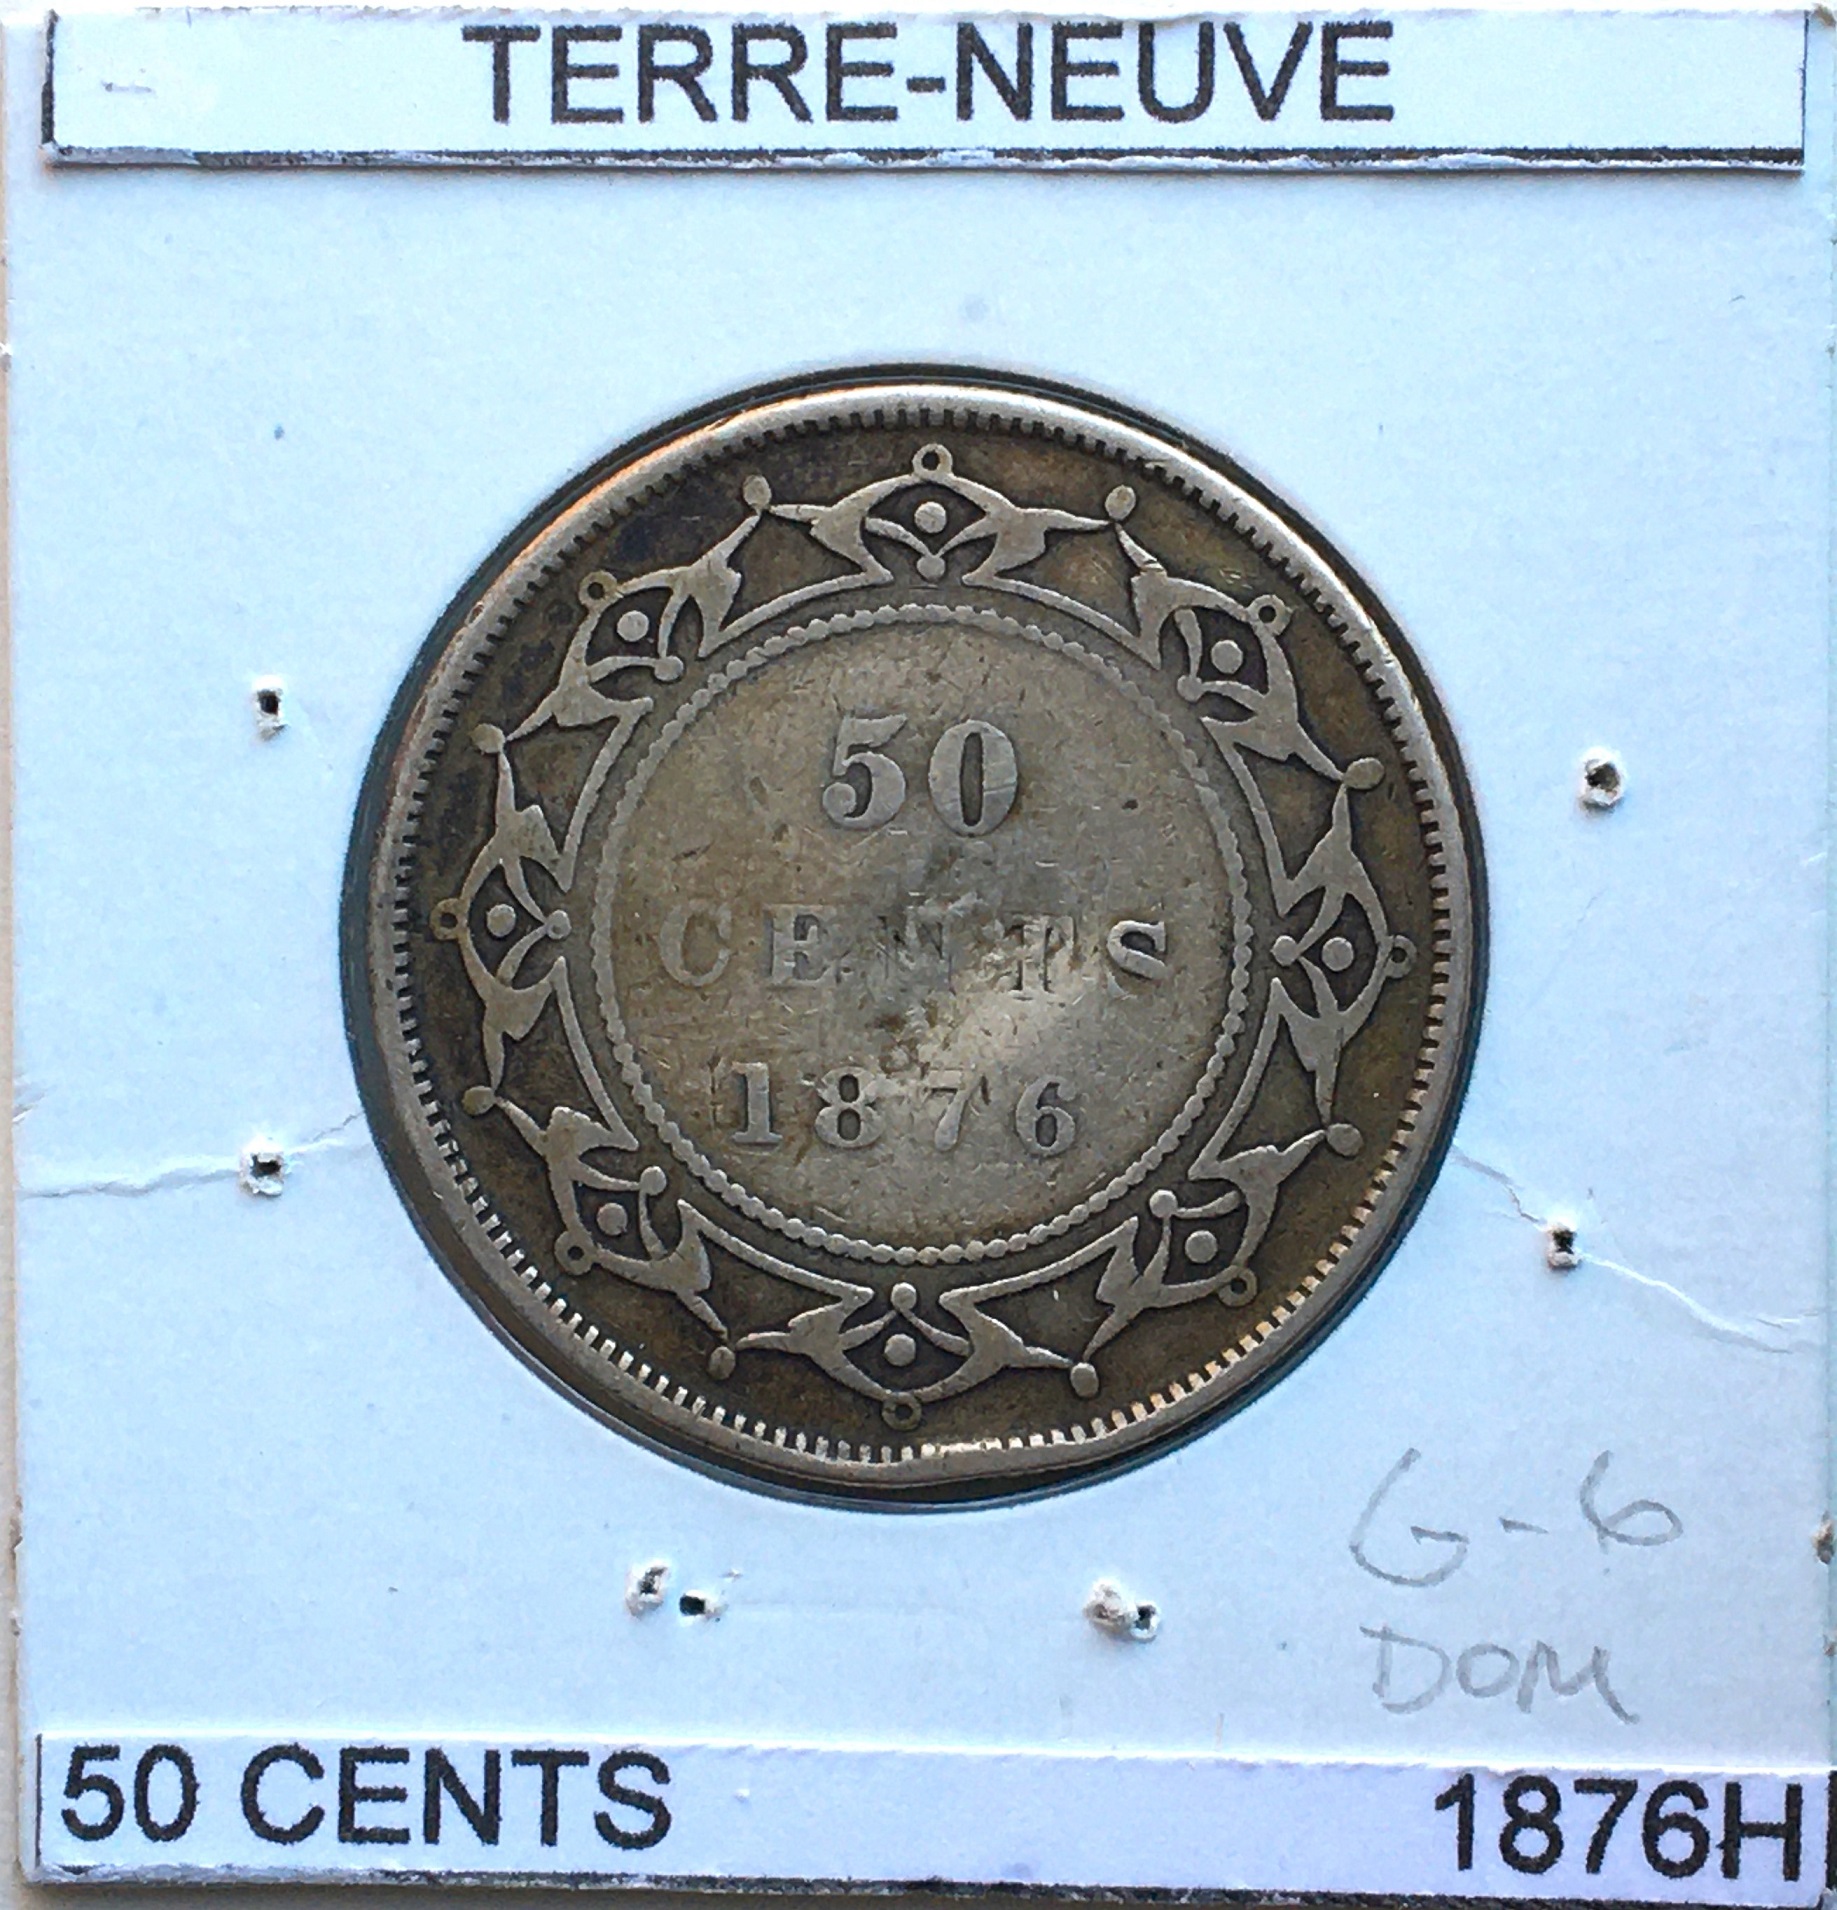 TERRE-NEUVE
50
CENTS
1876
G-6
DOM
50 CENTS 1876H